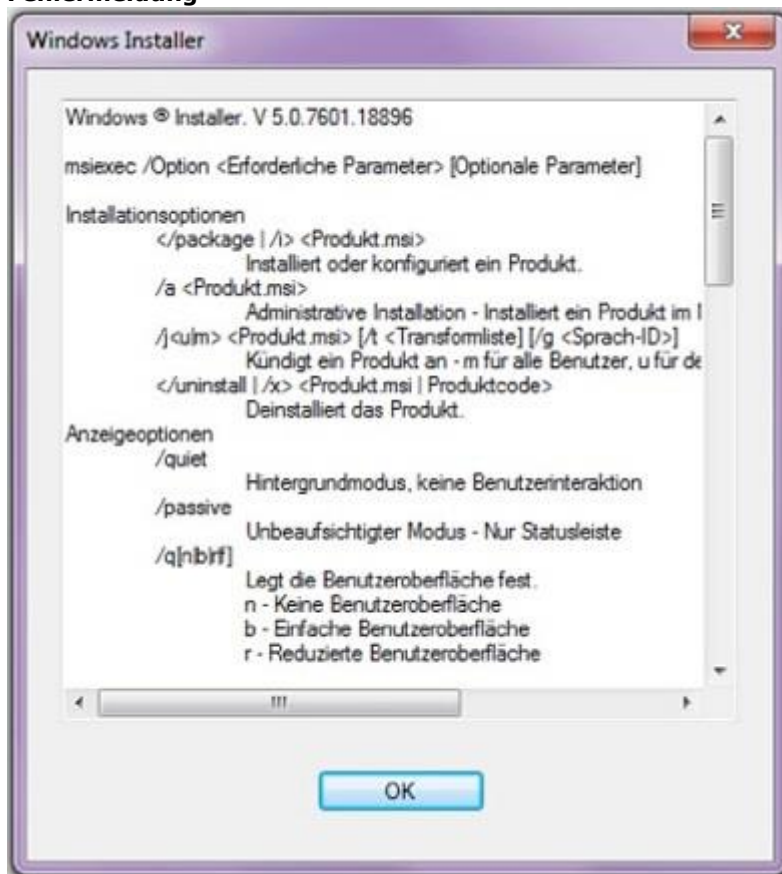 Fehlermeldung
Windows Installer
Windows ® Installer. V 5.0.7601.18896
msiexec /Option <Erforderliche Parameter> [Optionale Parameter]
Installationsoptionen
</package | /i> <Produkt.msi>
Installiert oder konfiguriert ein Produkt.
/a <Produkt.msi>
Administrative Installation - Installiert ein Produkt im
/j<u|m> <Produkt.msi> [/t <Transformliste] [/g <Sprach-ID>]
Kündigt ein Produkt an - m für alle Benutzer, u für de
</uninstall | /x> <Produkt.msi | Produktcode>
Deinstalliert das Produkt.
Anzeigeoptionen
/quiet
Hintergrundmodus, keine Benutzerinteraktion
/passive
Unbeaufsichtigter Modus - Nur Statusleiste
/q[n|b|r|f]
Legt die Benutzeroberfläche fest.
n - Keine Benutzeroberfläche
b - Einfache Benutzeroberfläche
r - Reduzierte Benutzeroberfläche
OK